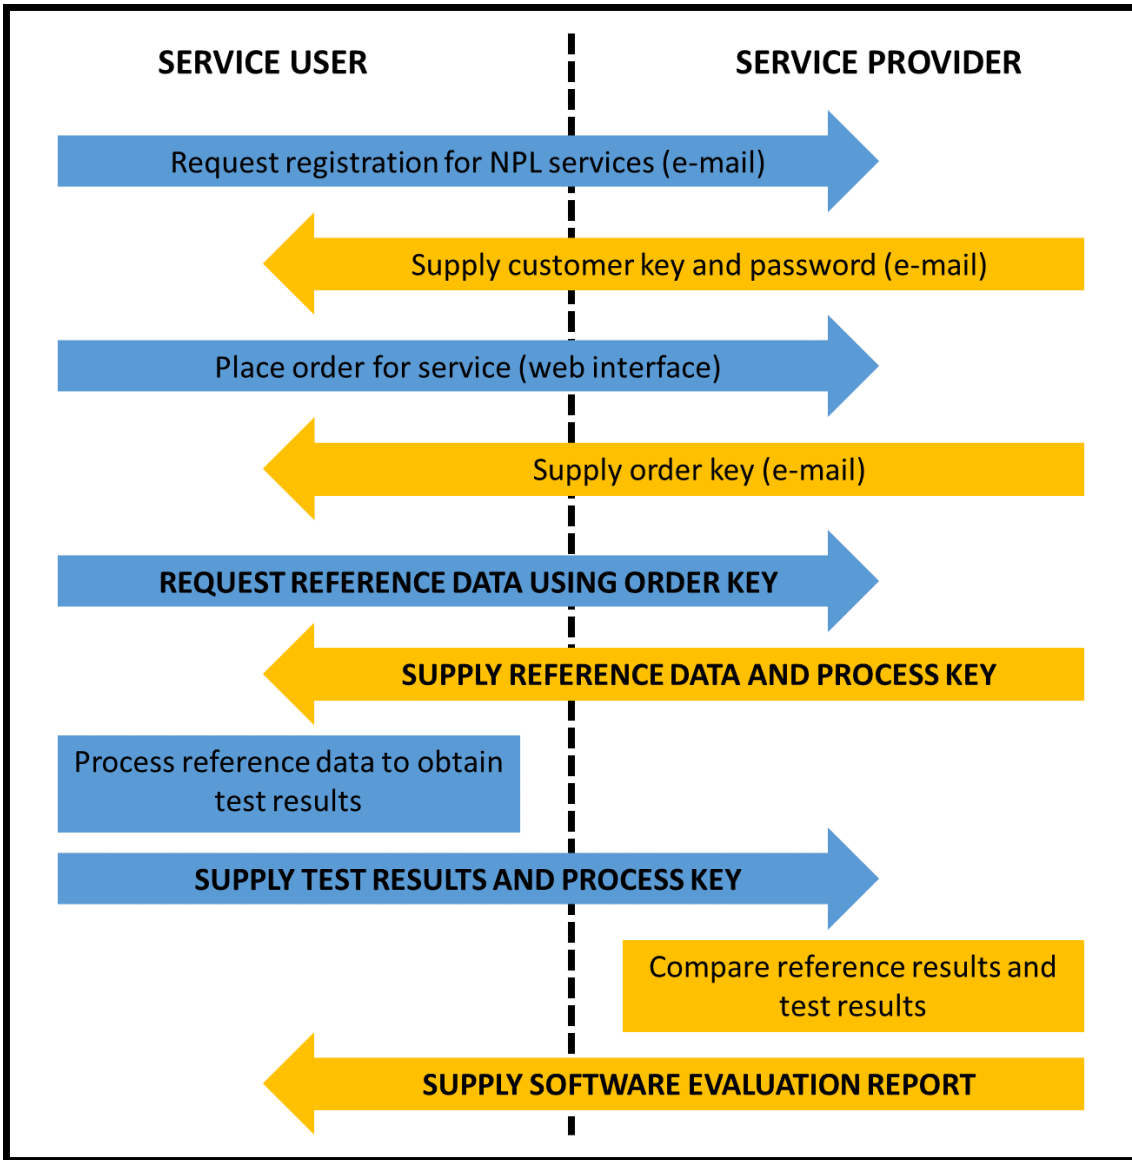 SERVICE USER
SERVICE PROVIDER
Request registration for NPL services (e-mail)
Supply customer key and password (e-mail)
Place order for service (web interface)
Supply order key (e-mail)
REQUEST REFERENCE DATA USING ORDER KEY
SUPPLY REFERENCE DATA AND PROCESS KEY
Process reference data to obtain
test results
SUPPLY TEST RESULTS AND PROCESS KEY
Compare reference results and
test results
SUPPLY SOFTWARE EVALUATION REPORT